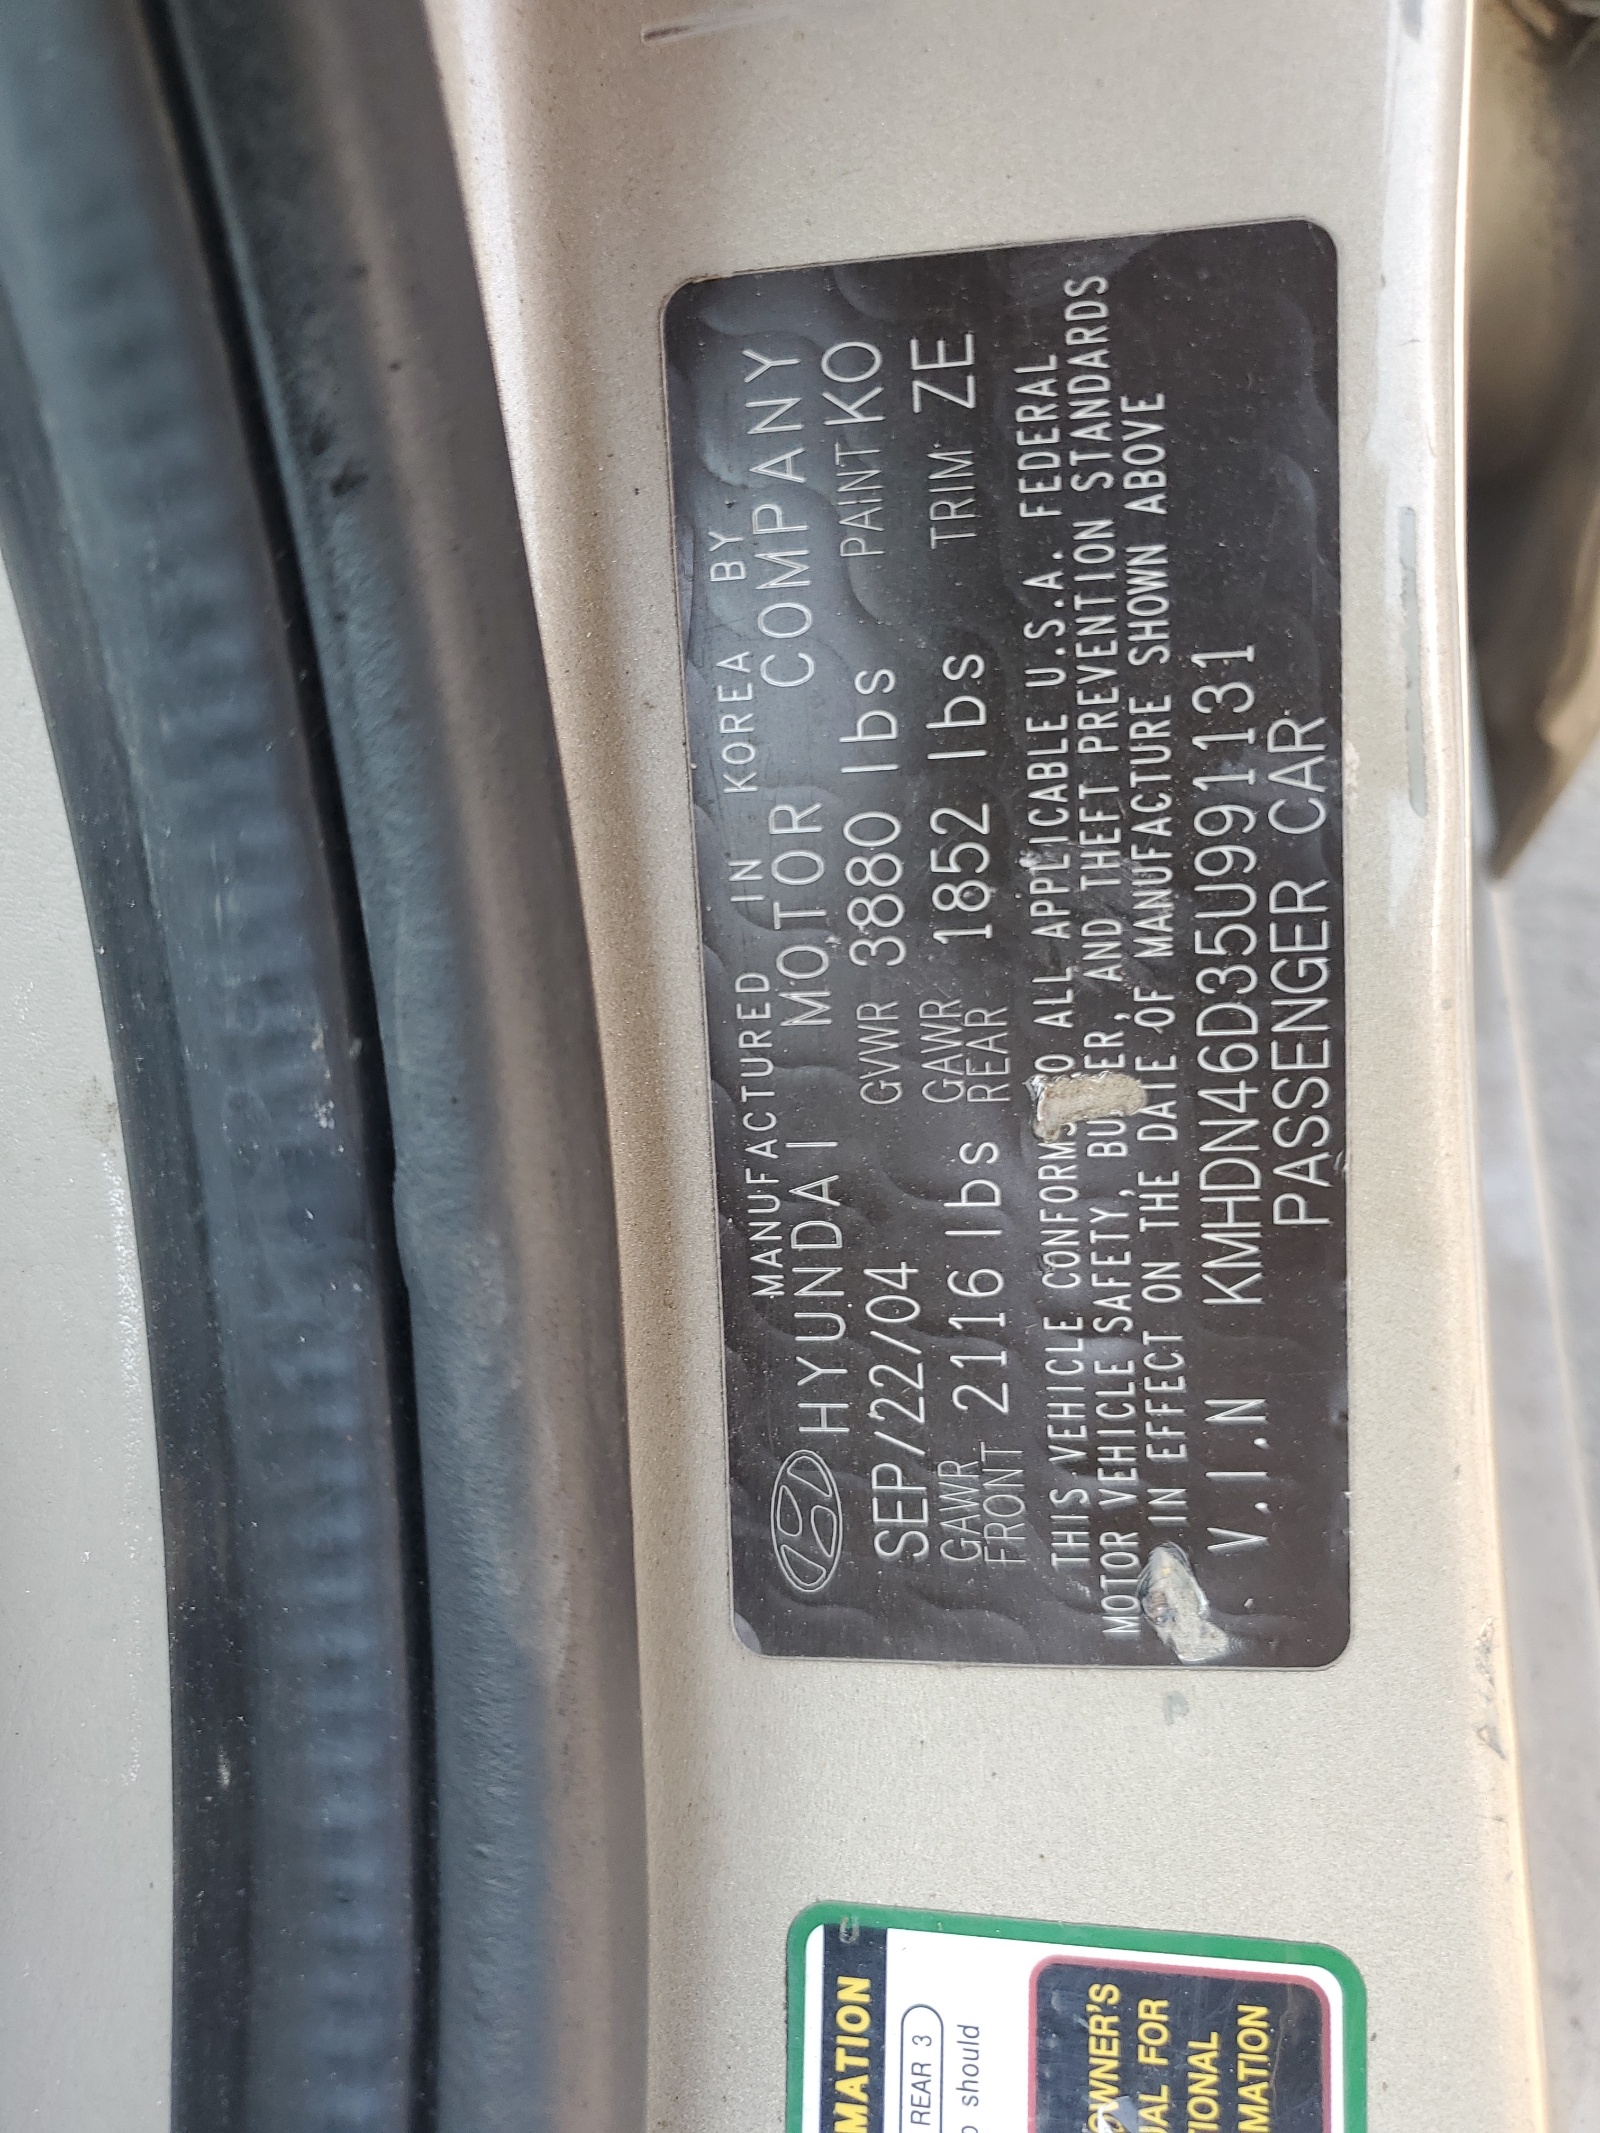 MANUFACTURED IN KOREA BY
HYUNDAI MOTOR COMPANY
SEP/22/04 GVWR 3880 lbs PAINT KO
GAWR FRONT 2116 lbs GAWR REAR 1852 lbs TRIM ZE
THIS VEHICLE CONFORMS O ALL APPLICABLE U.S.A. FEDERAL
MOTOR VEHICLE SAFETY, BU ER, AND THEFT PREVENTION STANDARDS
IN EFFECT ON THE DATE OF MANUFACTURE SHOWN ABOVE
V.I.N KMHDN46D35U991131
PASSENGER CAR
MATION
REAR 3
should
OWNER'S
UAL FOR
TIONAL
MATION